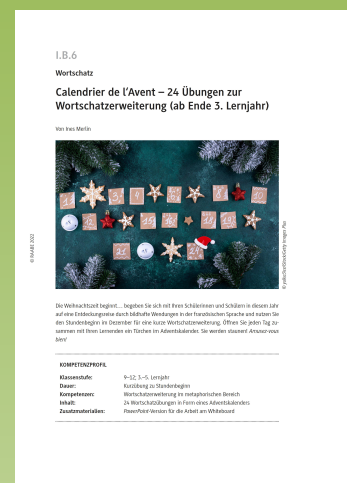 I.B.6
Wortschatz
Calendrier de l'Avent – 24 Übungen zur
Wortschatzerweiterung (ab Ende 3. Lernjahr)
Von Ines Merlin
© RAABE 2022
Die Weihnachtszeit beginnt … begeben Sie sich mit Ihren Schülerinnen und Schülern in diesem Jahr
auf eine Entdeckungsreise durch bildhafte Wendungen in der französischen Sprache und nutzen Sie
den Stundenbeginn im Dezember für eine kurze Wortschatzerweiterung. Öffnen Sie jeden Tag zu-
sammen mit Ihren Lernenden ein Türchen im Adventskalender. Sie werden staunen! Amusez-vous
bien!
KOMPETENZPROFIL
Klassenstufe: 9–12; 3.–5. Lernjahr
Dauer: Kurzübung zu Stundenbeginn
Kompetenzen: Wortschatzerweiterung im metaphorischen Bereich
Inhalt: 24 Wortschatzübungen in Form eines Adventskalenders
Zusatzmaterialien: PowerPoint-Version für die Arbeit am Whiteboard